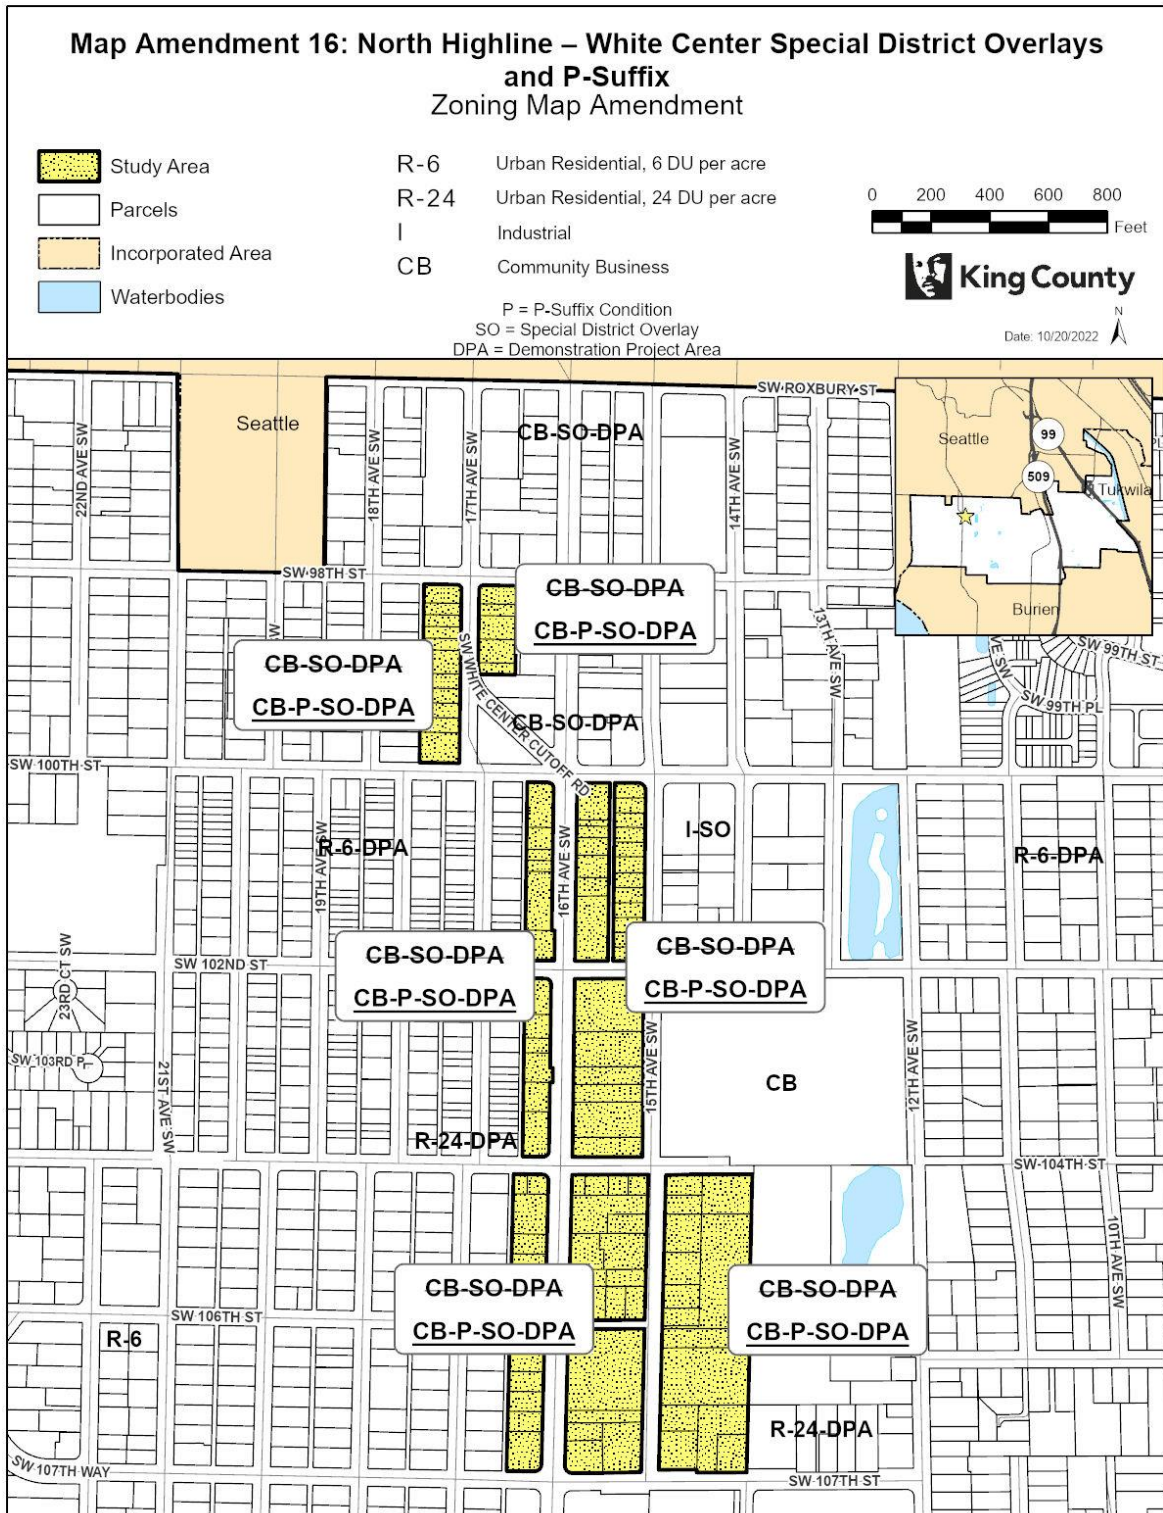 Map Amendment 16: North Highline – White Center Special District Overlays
and P-Suffix
Zoning Map Amendment
Study Area
Parcels
Incorporated Area
Waterbodies
R-6 Urban Residential, 6 DU per acre
R-24 Urban Residential, 24 DU per acre
I Industrial
CB Community Business
P = P-Suffix Condition
SO = Special District Overlay
DPA = Demonstration Project Area
0 200 400 600 800
Feet
King County
N
Date: 10/20/2022
SW ROXBURY ST
Seattle
22ND AVE SW
18TH AVE SW
17TH AVE SW
CB-SO-DPA
14TH AVE SW
Seattle
99
509
Tukwila
Burien
PL
SW 98TH ST
CB-SO-DPA
CB-P-SO-DPA
W
CB-SO-DPA
CB-P-SO-DPA
SW WHITE CENTER CUTOFF RD
13TH AVE SW
VE SW
SW 99TH ST
SW 99TH PL
CB-SO-DPA
SW 100TH ST
19TH AVE SW
R-6-DPA
16TH AVE SW
I-SO
R-6-DPA
23RD CT SW
SW 102ND ST
CB-SO-DPA
CB-P-SO-DPA
CB-SO-DPA
CB-P-SO-DPA
SW 103RD PL
21ST AVE SW
15TH AVE SW
CB
12TH AVE SW
R-24-DPA
SW 104TH ST
10TH AVE SW
CB-SO-DPA
CB-P-SO-DPA
CB-SO-DPA
CB-P-SO-DPA
SW 106TH ST
R-6
R-24-DPA
SW 107TH WAY
SW 107TH ST